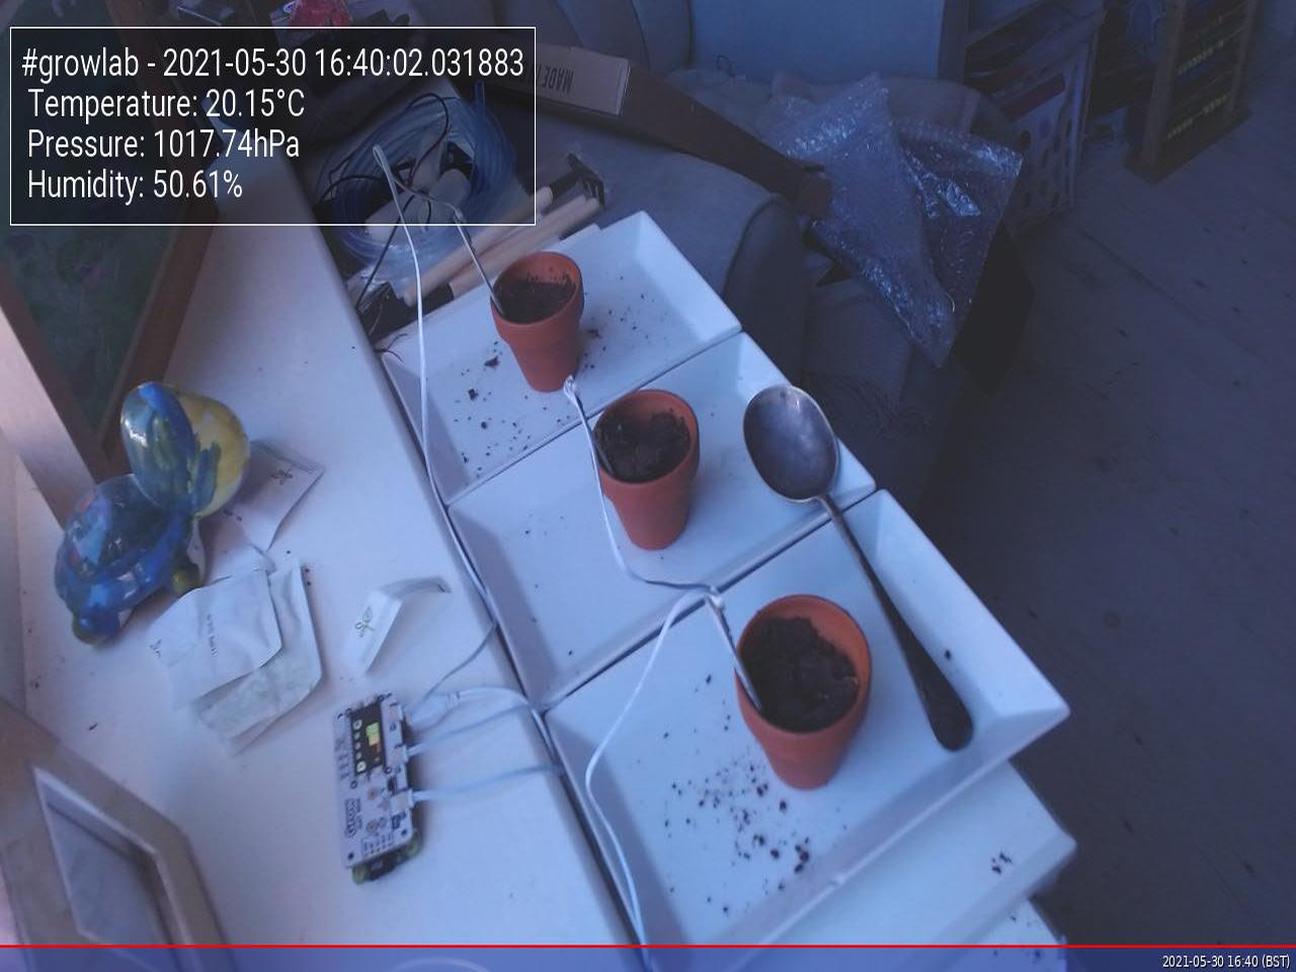 #growlab - 2021-05-30 16:40:02.031883
Temperature: 20.15°C
Pressure: 1017.74hPa
Humidity: 50.61%
MADE
2021-05-30 16:40 (BST)